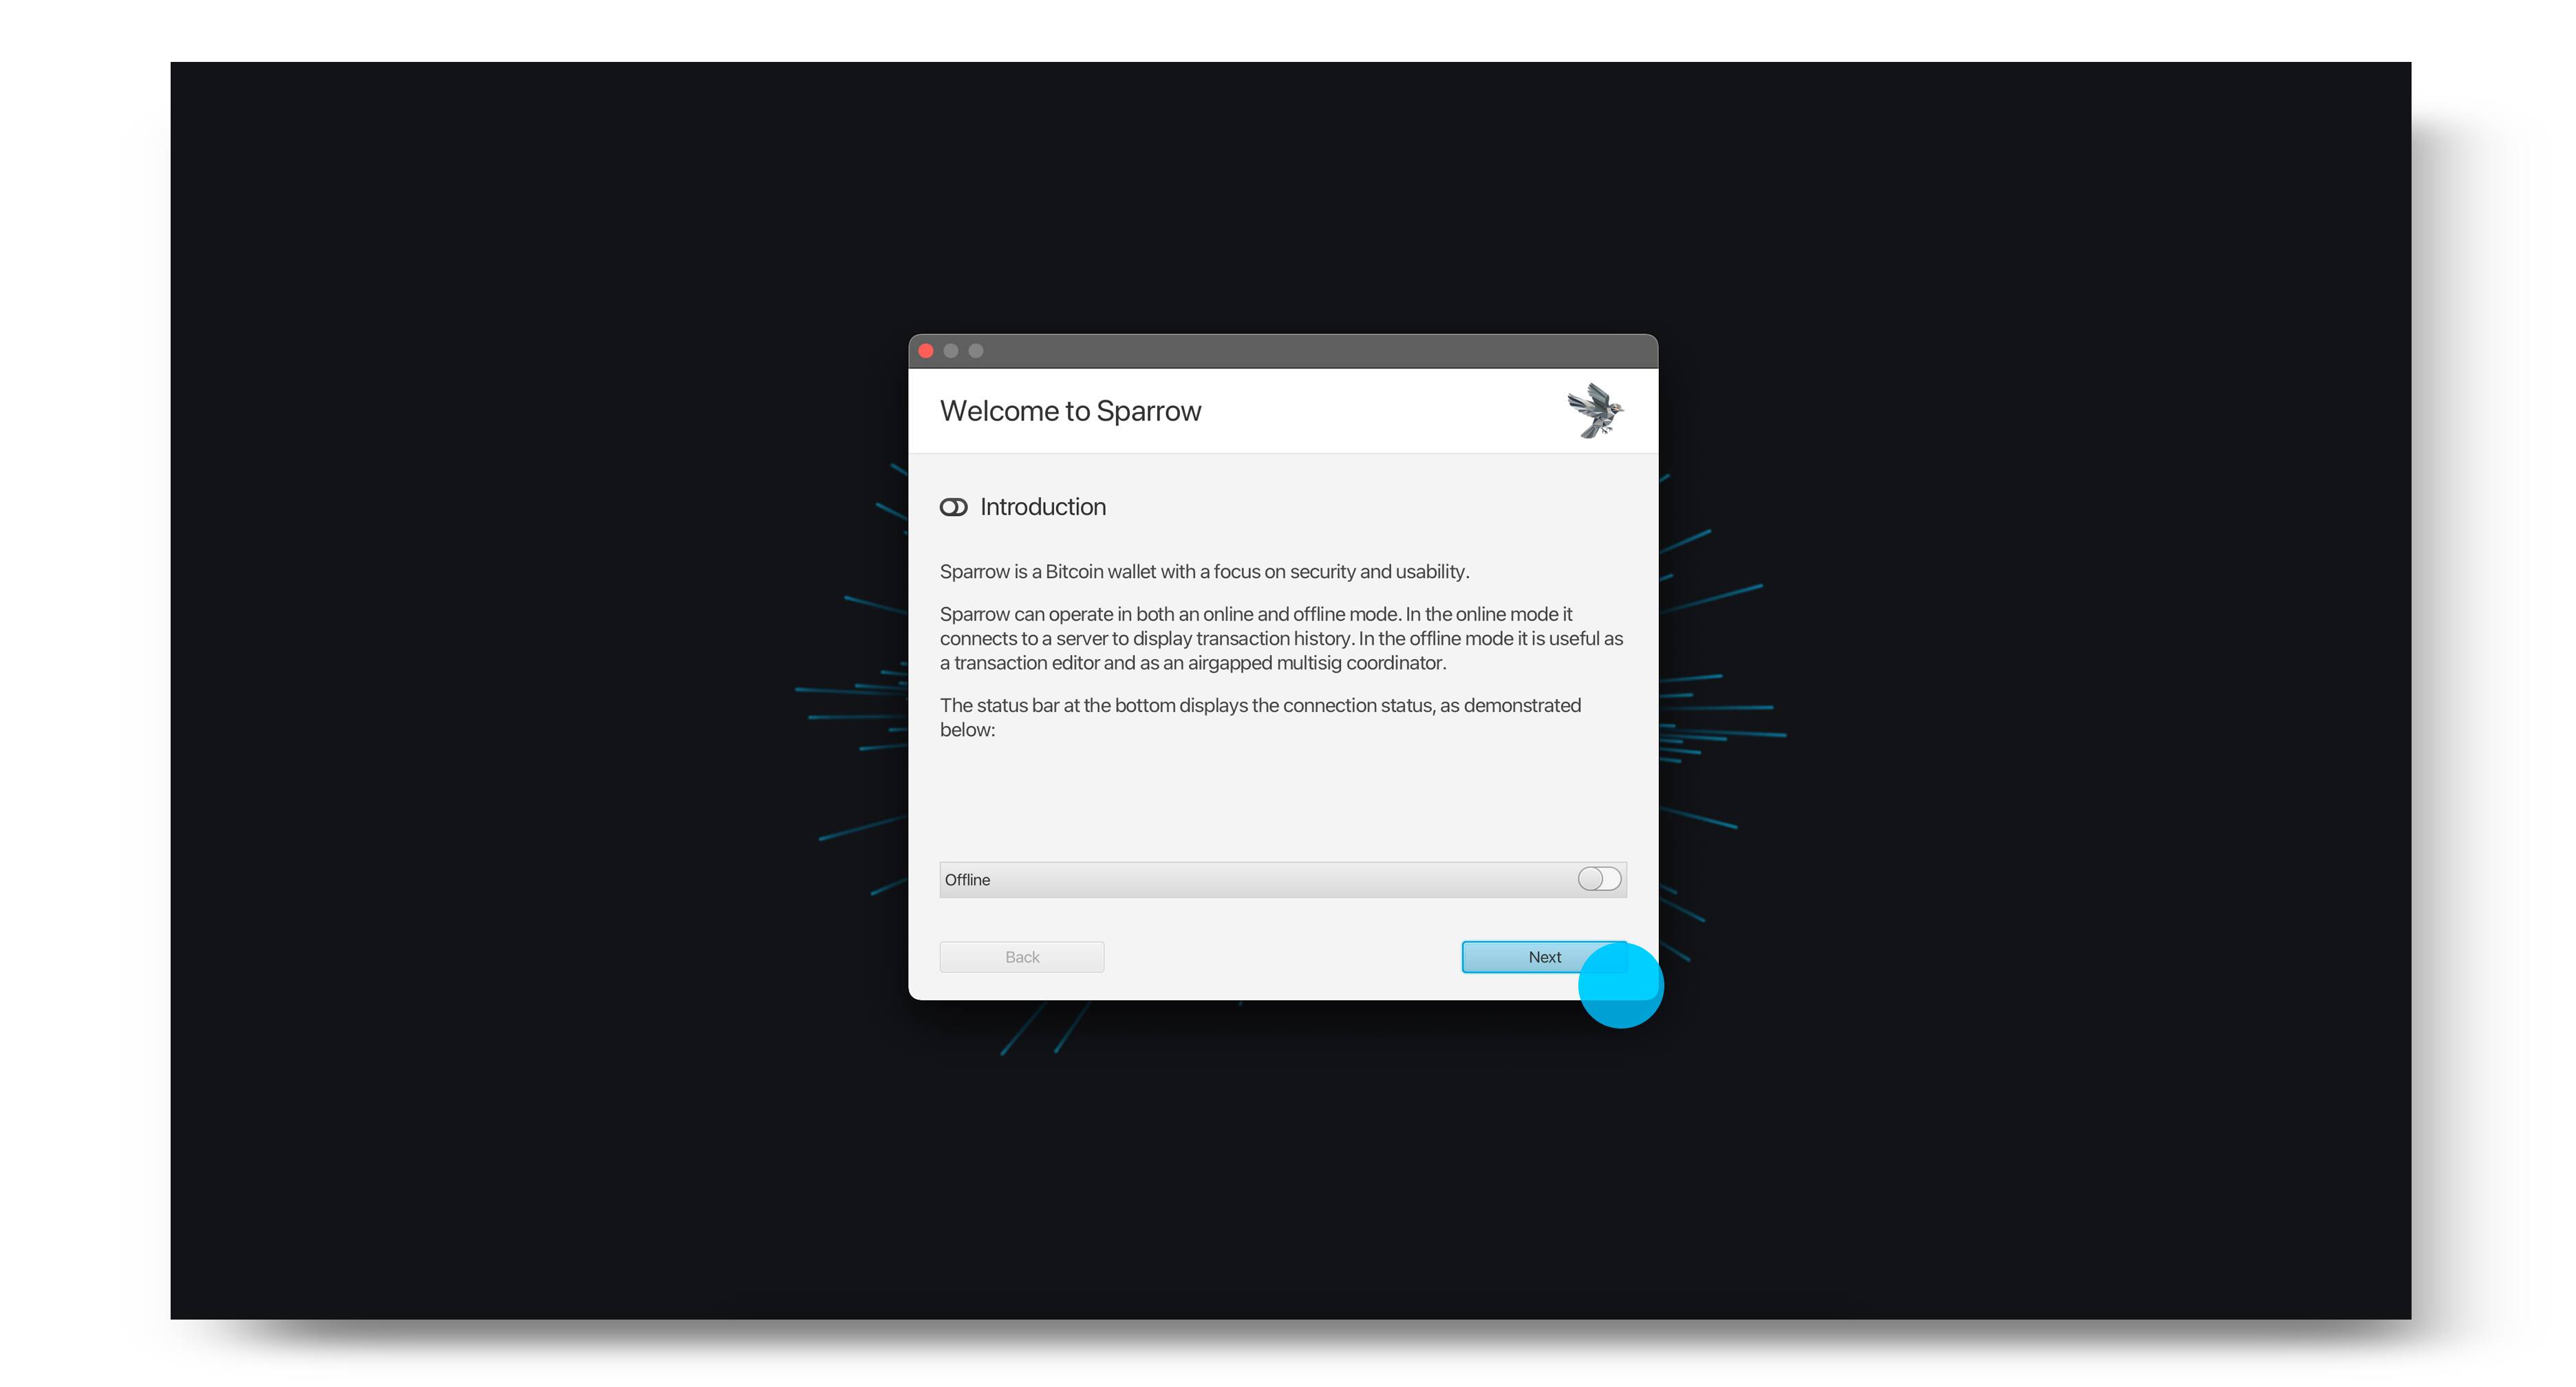 Welcome to Sparrow
Introduction
Sparrow is a Bitcoin wallet with a focus on security and usability.
Sparrow can operate in both an online and offline mode. In the online mode it
connects to a server to display transaction history. In the offline mode it is useful as
a transaction editor and as an airgapped multisig coordinator.
The status bar at the bottom displays the connection status, as demonstrated
below:
Offline
Back
Next